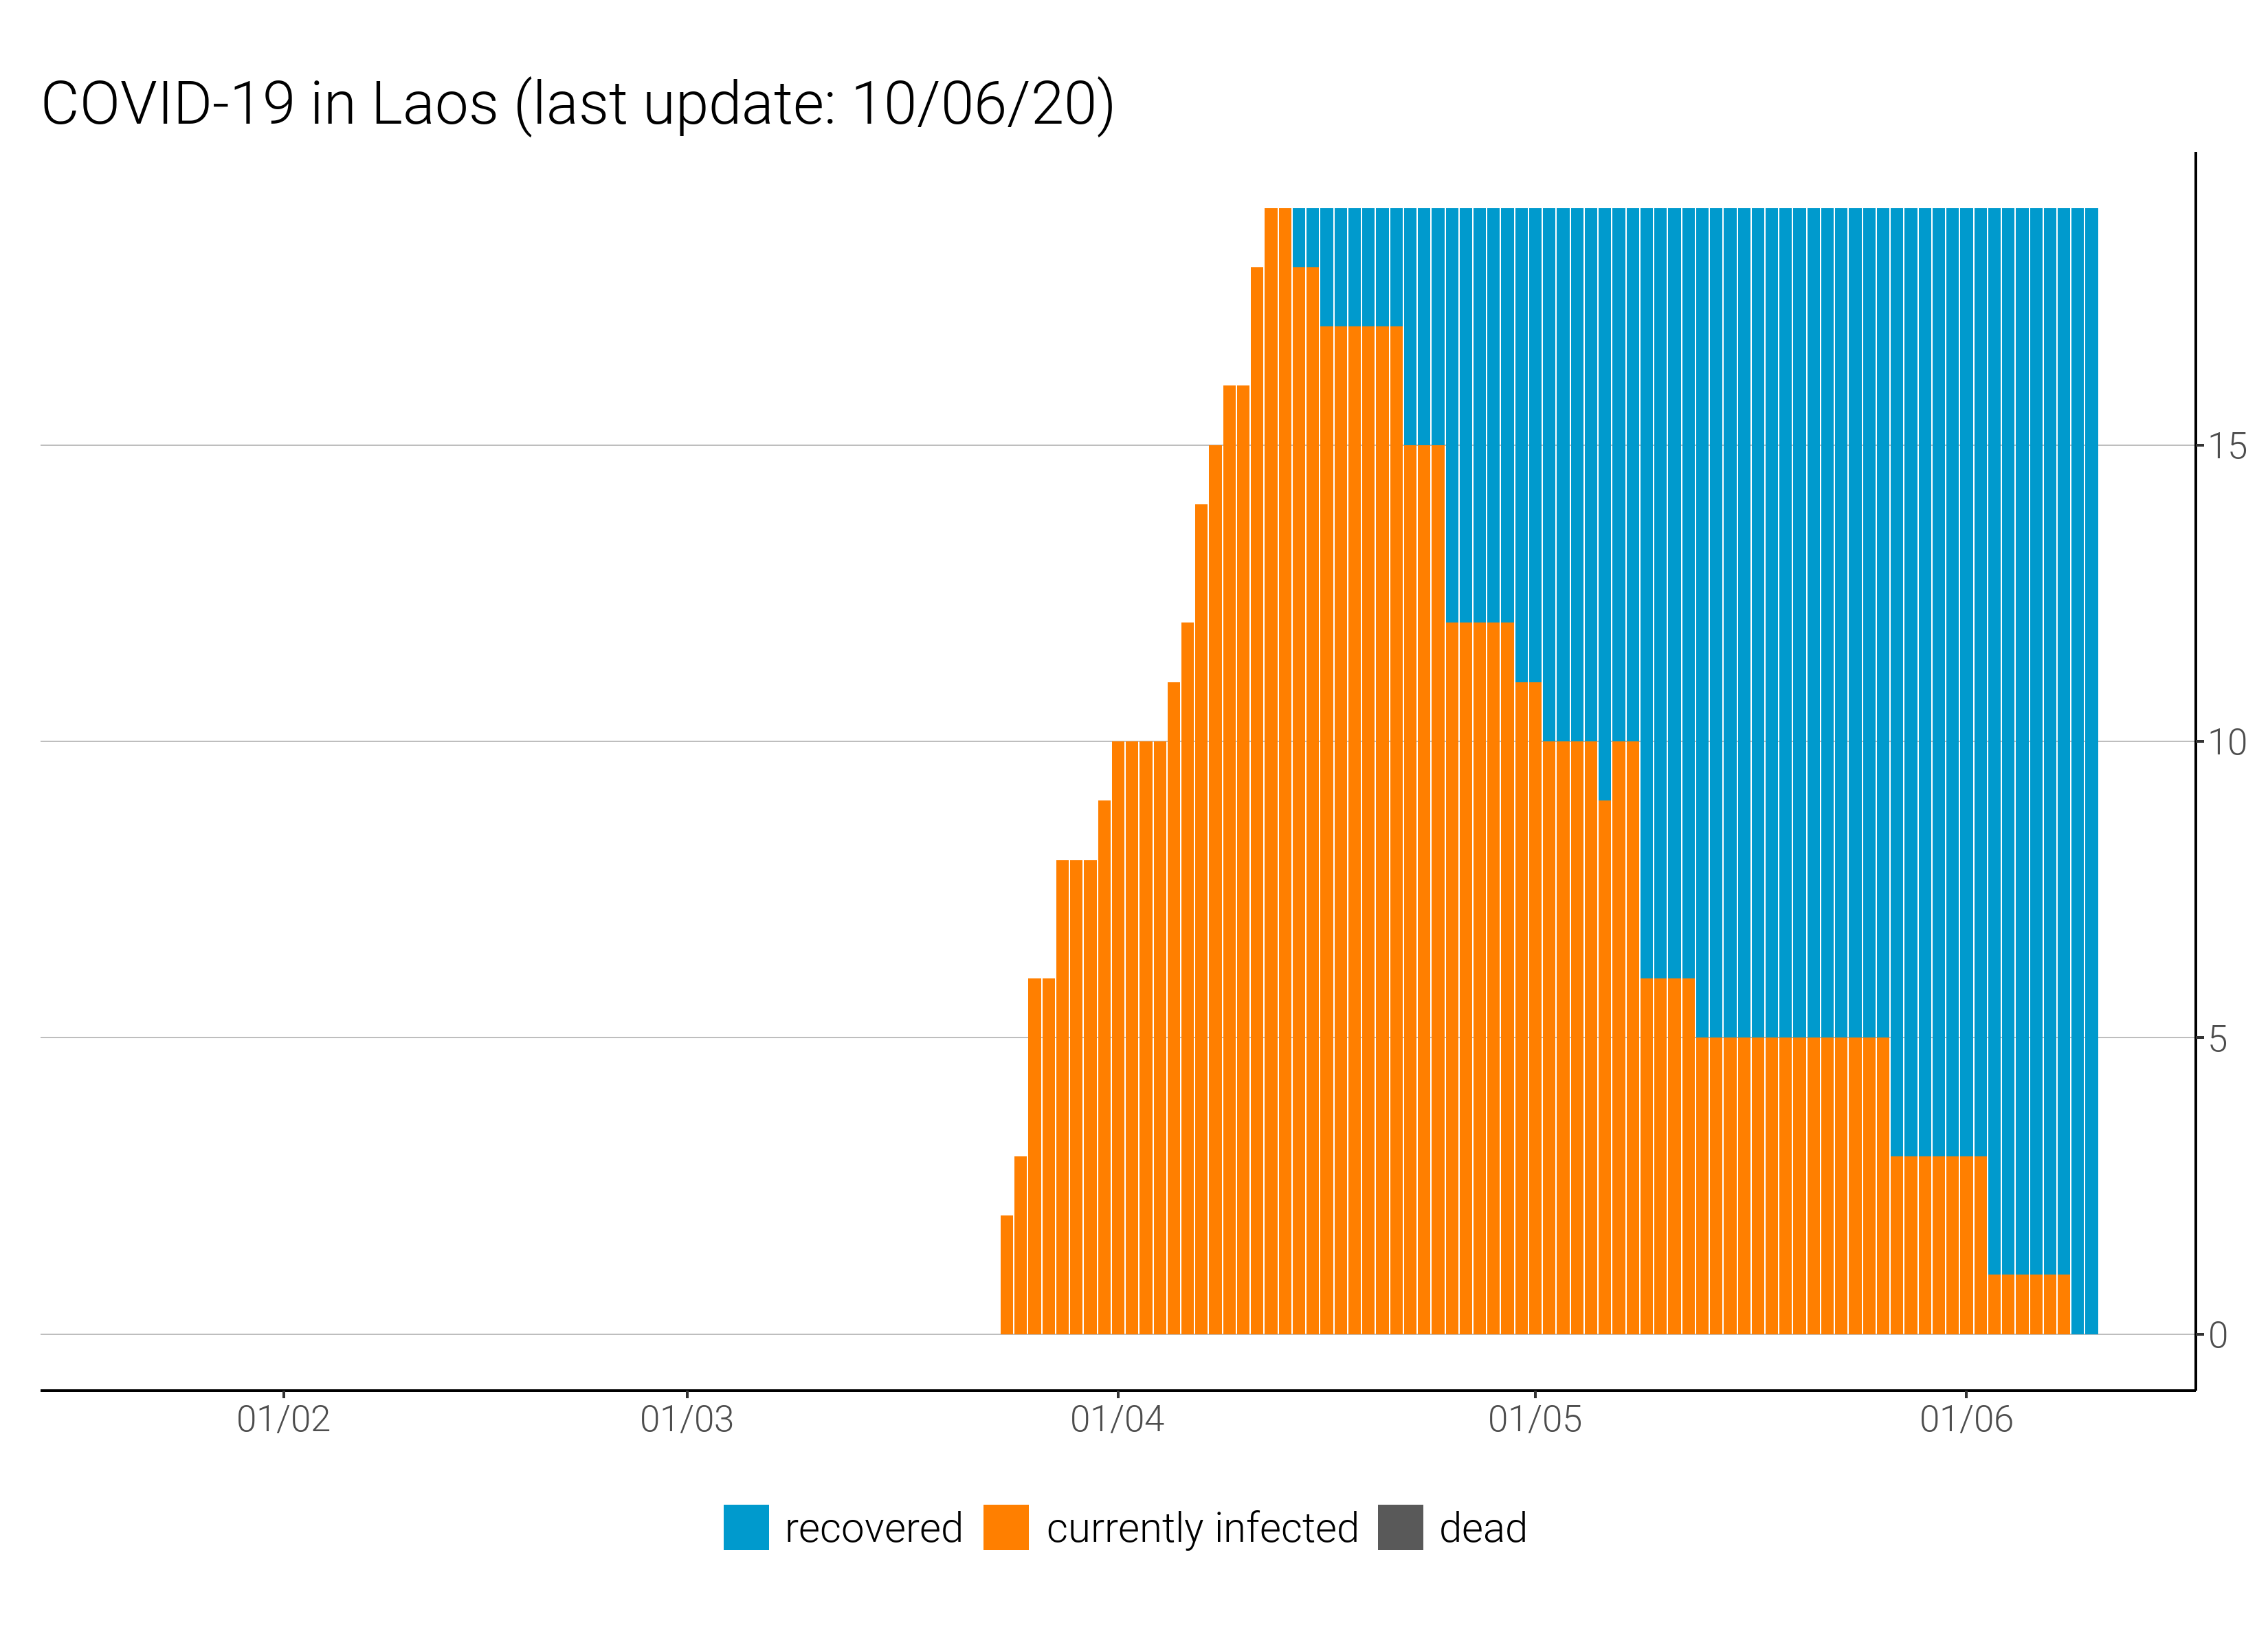 COVID-19 in Laos (last update: 10/06/20)
15
10
5
0
01/02 01/03 01/04 01/05 01/06
recovered currently infected dead